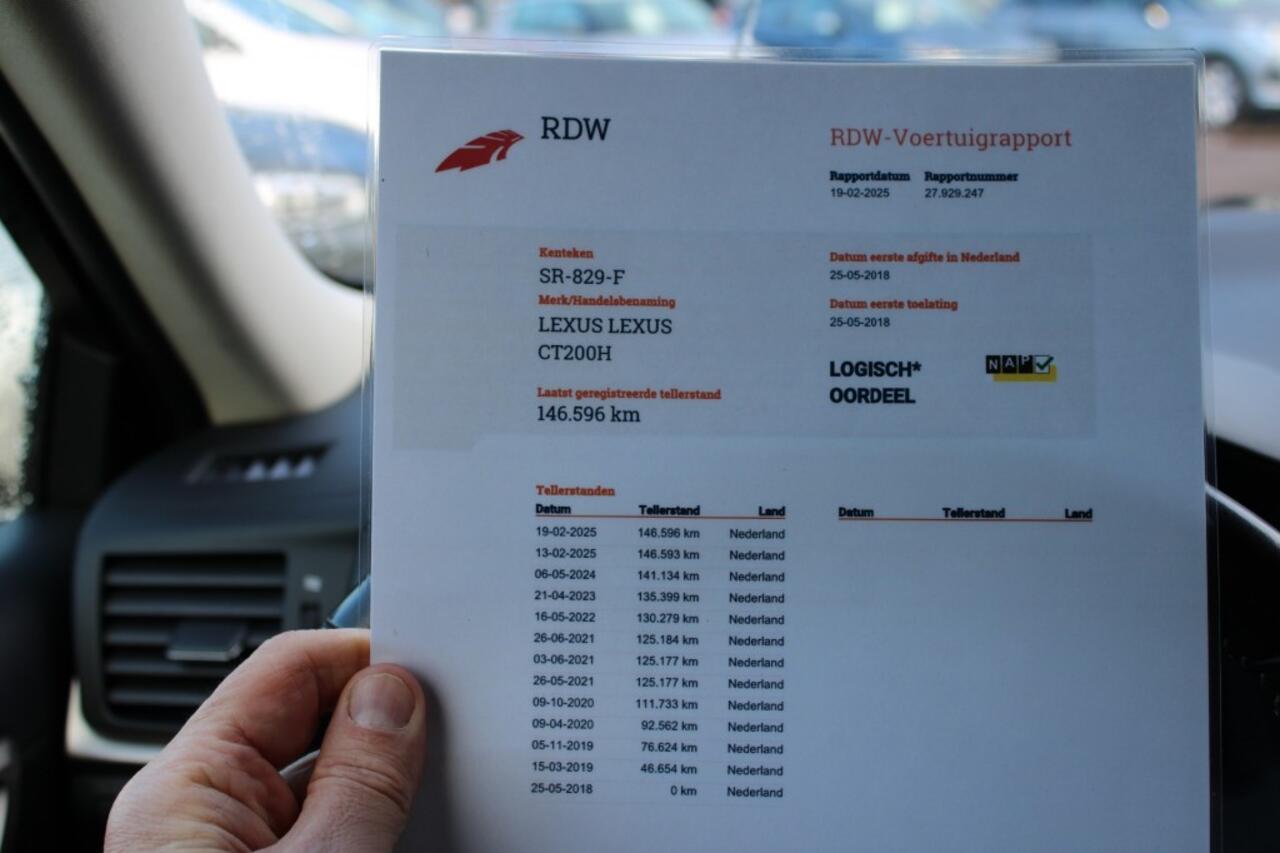 RDW
RDW-Voertuigrapport
Rapportdatum Rapportnummer
19-02-2025 27.929.247
Kenteken
SR-829-F
Merk/Handelsbenaming
LEXUS LEXUS
CT200H
Laatst geregistreerde tellerstand
146.596 km
Datum eerste afgifte in Nederland
25-05-2018
Datum eerste toelating
25-05-2018
LOGISCH*
OORDEEL
NAP
Tellerstanden
Datum Tellerstand Land
19-02-2025 146.596 km Nederland
13-02-2025 146.593 km Nederland
06-05-2024 141.134 km Nederland
21-04-2023 135.399 km Nederland
16-05-2022 130.279 km Nederland
26-06-2021 125.184 km Nederland
03-06-2021 125.177 km Nederland
26-05-2021 125.177 km Nederland
09-10-2020 111.733 km Nederland
09-04-2020 92.562 km Nederland
05-11-2019 76.624 km Nederland
15-03-2019 46.654 km Nederland
25-05-2018 0 km Nederland
Datum Tellerstand Land